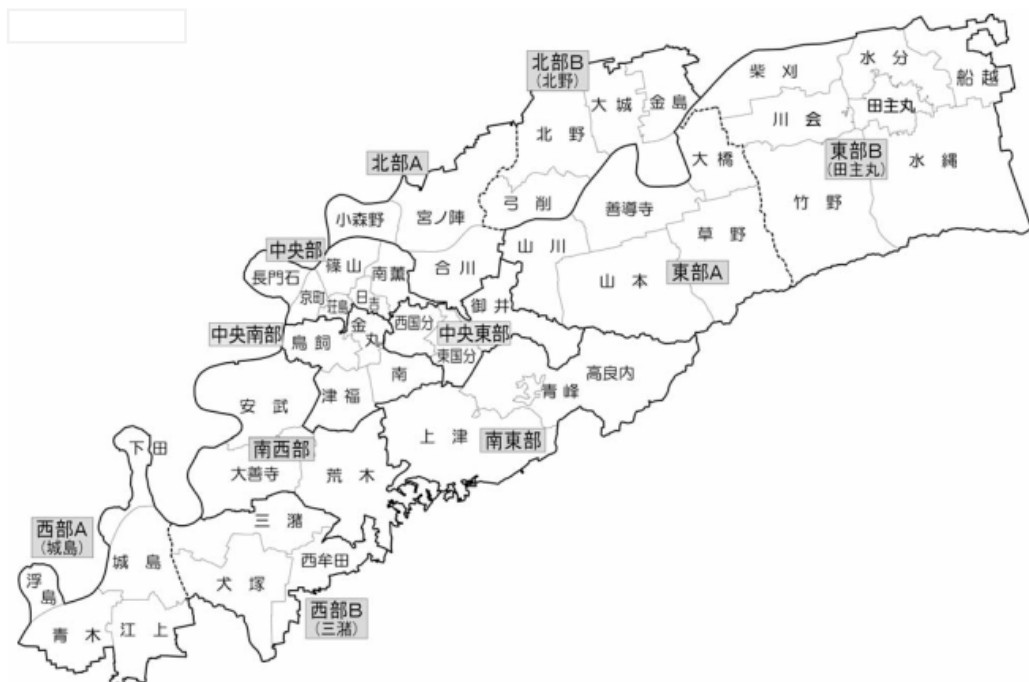 北部B
(北野)
大城
金島
柴刈
水分
船越
田主丸
川会
北野
大橋
東部B
(田主丸)
水縄
北部A
竹野
弓削
善導寺
小森野
宮ノ陣
草野
山川
中央部
篠山
南薫
合川
長門石
山本
東部A
京町
荘島
日吉
御井
中央南部
鳥飼
金丸
西国分
中央東部
東国分
南
高良内
青峰
津福
安武
上津
南東部
下田
南西部
大善寺
荒木
三潴
西部A
(城島)
城島
西牟田
浮島
犬塚
西部B
(三潴)
青木
江上